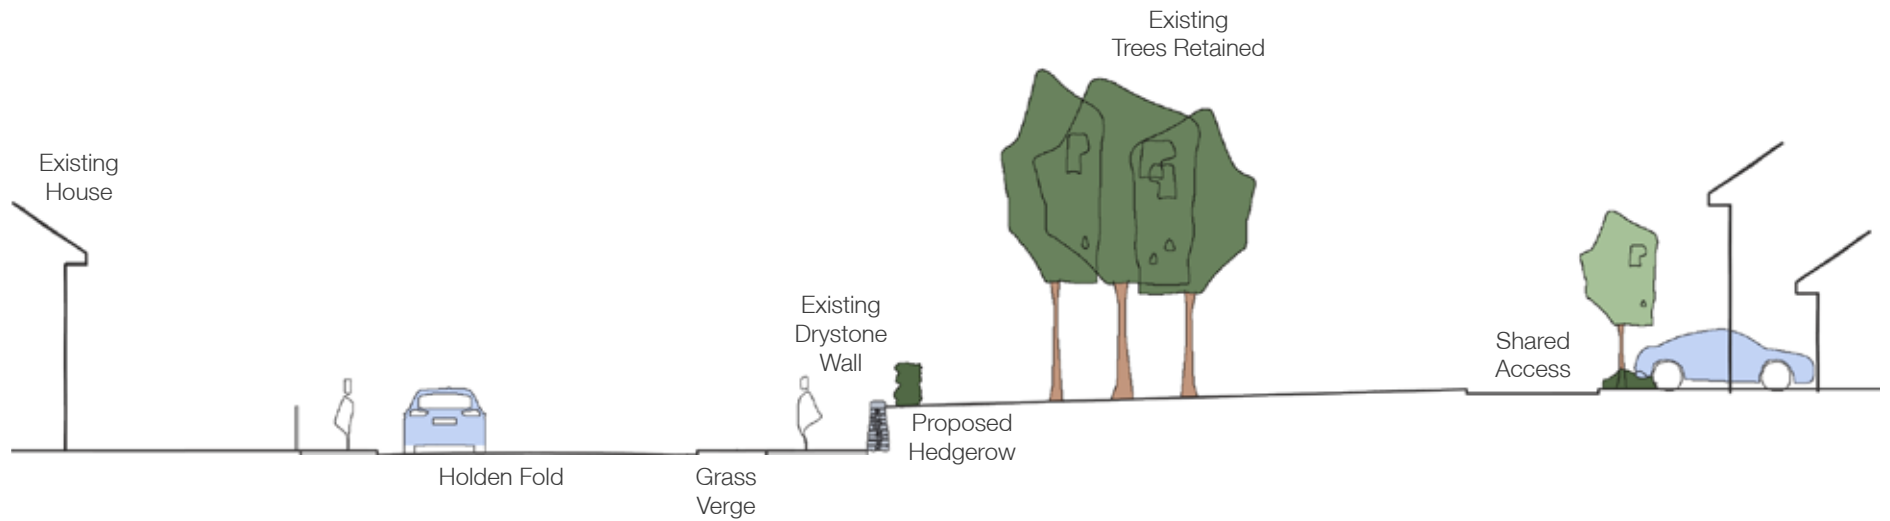 Existing
Trees Retained
Existing
House
Existing
Drystone
Wall
Shared
Access
Proposed
Hedgerow
Holden Fold
Grass
Verge